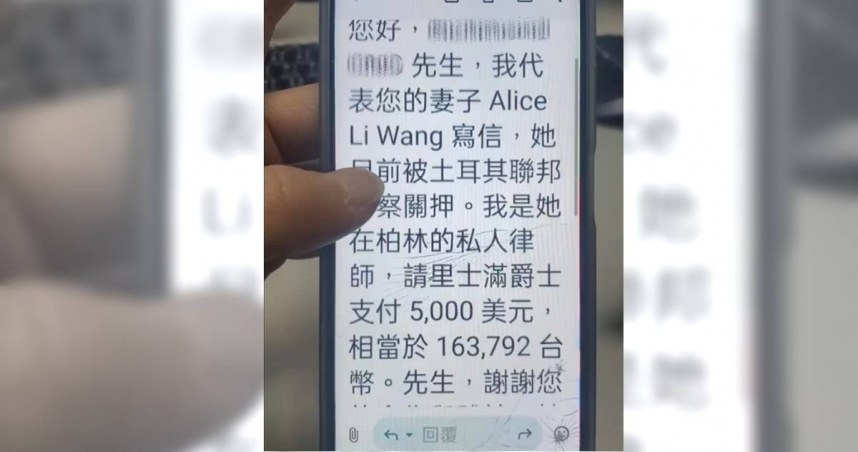 您好，
先生，我代
表您的妻子 Alice
Li Wang 寫信，她
前被土耳其聯邦
察關押。我是她
在柏林的私人律
師，請里士滿爵士
支付 5,000 美元，
相當於 163,792 台
幣。先生，謝謝您
回覆